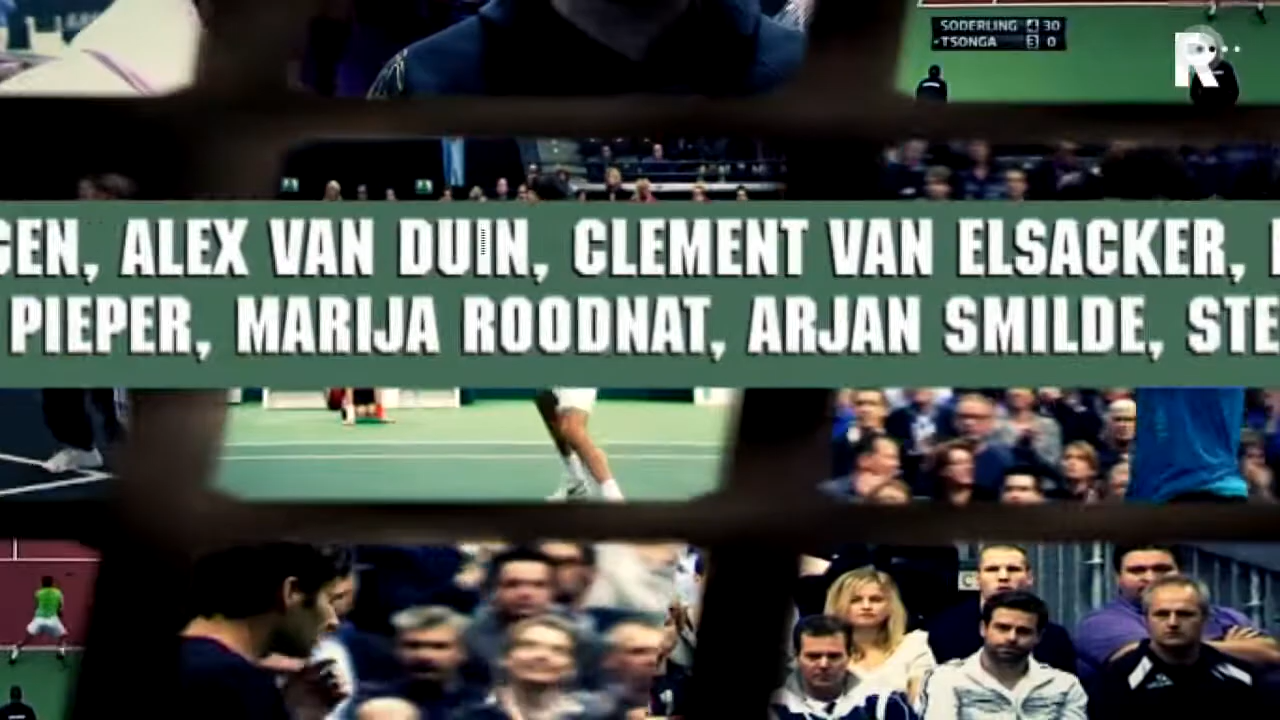 SODERLING 4 30
TSONGA 3 0
R
GEN, ALEX VAN DUIN, CLEMENT VAN ELSACKER,
PIEPER, MARIJA ROODNAT, ARJAN SMILDE, STE